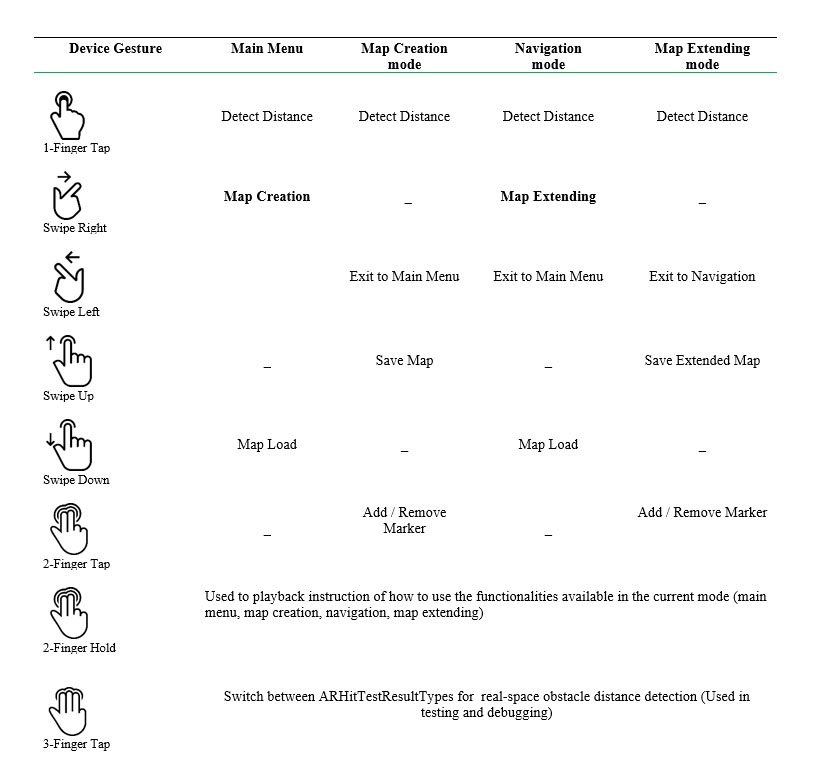 Device Gesture Main Menu Map Creation Navigation Map Extending
mode mode mode
Detect Distance Detect Distance Detect Distance Detect Distance
1-Finger Tap
Map Creation _ Map Extending _
Swipe Right
Exit to Main Menu Exit to Main Menu Exit to Navigation
Swipe Left
_ Save Map _ Save Extended Map
Swipe Up
Map Load _ Map Load _
Swipe Down
Add / Remove Add / Remove Marker
_ Marker _
2-Finger Tap
Used to playback instruction of how to use the functionalities available in the current mode (main
menu, map creation, navigation, map extending)
2-Finger Hold
Switch between ARHitTestResultTypes for real-space obstacle distance detection (Used in
testing and debugging)
3-Finger Tap